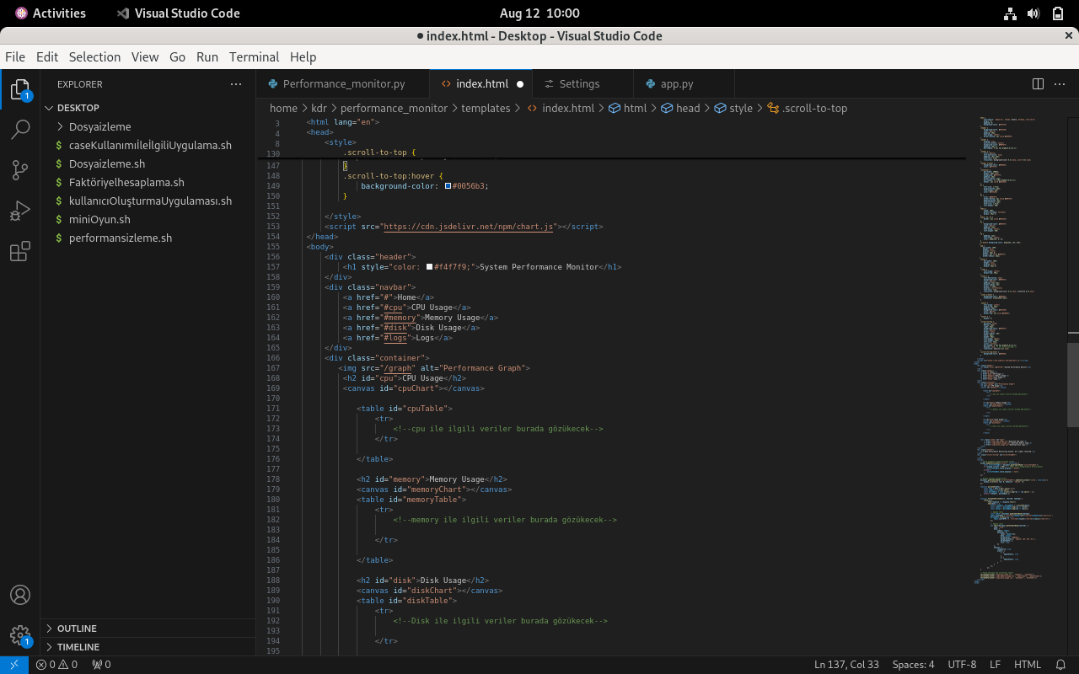 Activities
Visual Studio Code
Aug 12 10:00
● index.html - Desktop - Visual Studio Code
File Edit Selection View Go Run Terminal Help
EXPLORER
DESKTOP
Dosyaizleme
caseKullanımıileİlgiliUygulama.sh
Dosyaizleme.sh
Faktöriyelhesaplama.sh
kullanıcıOluşturmaUygulaması.sh
miniOyun.sh
performansizleme.sh
OUTLINE
TIMELINE
Performance_monitor.py
index.html
Settings
app.py
home > kdr > performance_monitor > templates > index.html > html > head > style > .scroll-to-top
3 <html lang="en">
4 <head>
8 <style>
130 .scroll-to-top {
147 }
148 .scroll-to-top:hover {
149 background-color: #0056b3;
150 }
151
152 </style>
153 <script src="https://cdn.jsdelivr.net/npm/chart.js"></script>
154 </head>
155 <body>
156 <div class="header">
157 <h1 style="color: #f4f7f9;">System Performance Monitor</h1>
158 </div>
159 <div class="navbar">
160 <a href="#">Home</a>
161 <a href="#cpu">CPU Usage</a>
162 <a href="#memory">Memory Usage</a>
163 <a href="#disk">Disk Usage</a>
164 <a href="#logs">Logs</a>
165 </div>
166 <div class="container">
167 <img src="/graph" alt="Performance Graph">
168 <h2 id="cpu">CPU Usage</h2>
169 <canvas id="cpuChart"></canvas>
170
171 <table id="cpuTable">
172 <tr>
173 <!--cpu ile ilgili veriler burada gözükecek-->
174 </tr>
175
176 </table>
177
178 <h2 id="memory">Memory Usage</h2>
179 <canvas id="memoryChart"></canvas>
180 <table id="memoryTable">
181 <tr>
182 <!--memory ile ilgili veriler burada gözükecek-->
183
184 </tr>
185
186 </table>
187
188 <h2 id="disk">Disk Usage</h2>
189 <canvas id="diskChart"></canvas>
190 <table id="diskTable">
191 <tr>
192 <!--Disk ile ilgili veriler burada gözükecek-->
193
194 </tr>
195
1
1
0 0 0
Ln 137, Col 33 Spaces: 4 UTF-8 LF HTML